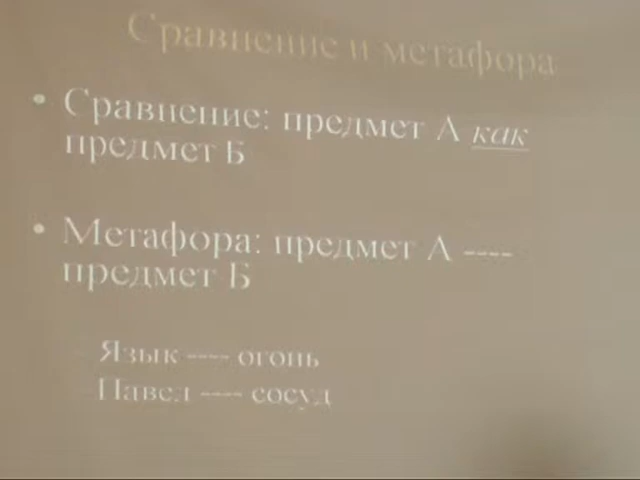 Сравнение и метафора
• Сравнение: предмет А как
предмет Б
• Метафора: предмет А ----
предмет Б
Язык ---- огонь
Павел ---- сосуд